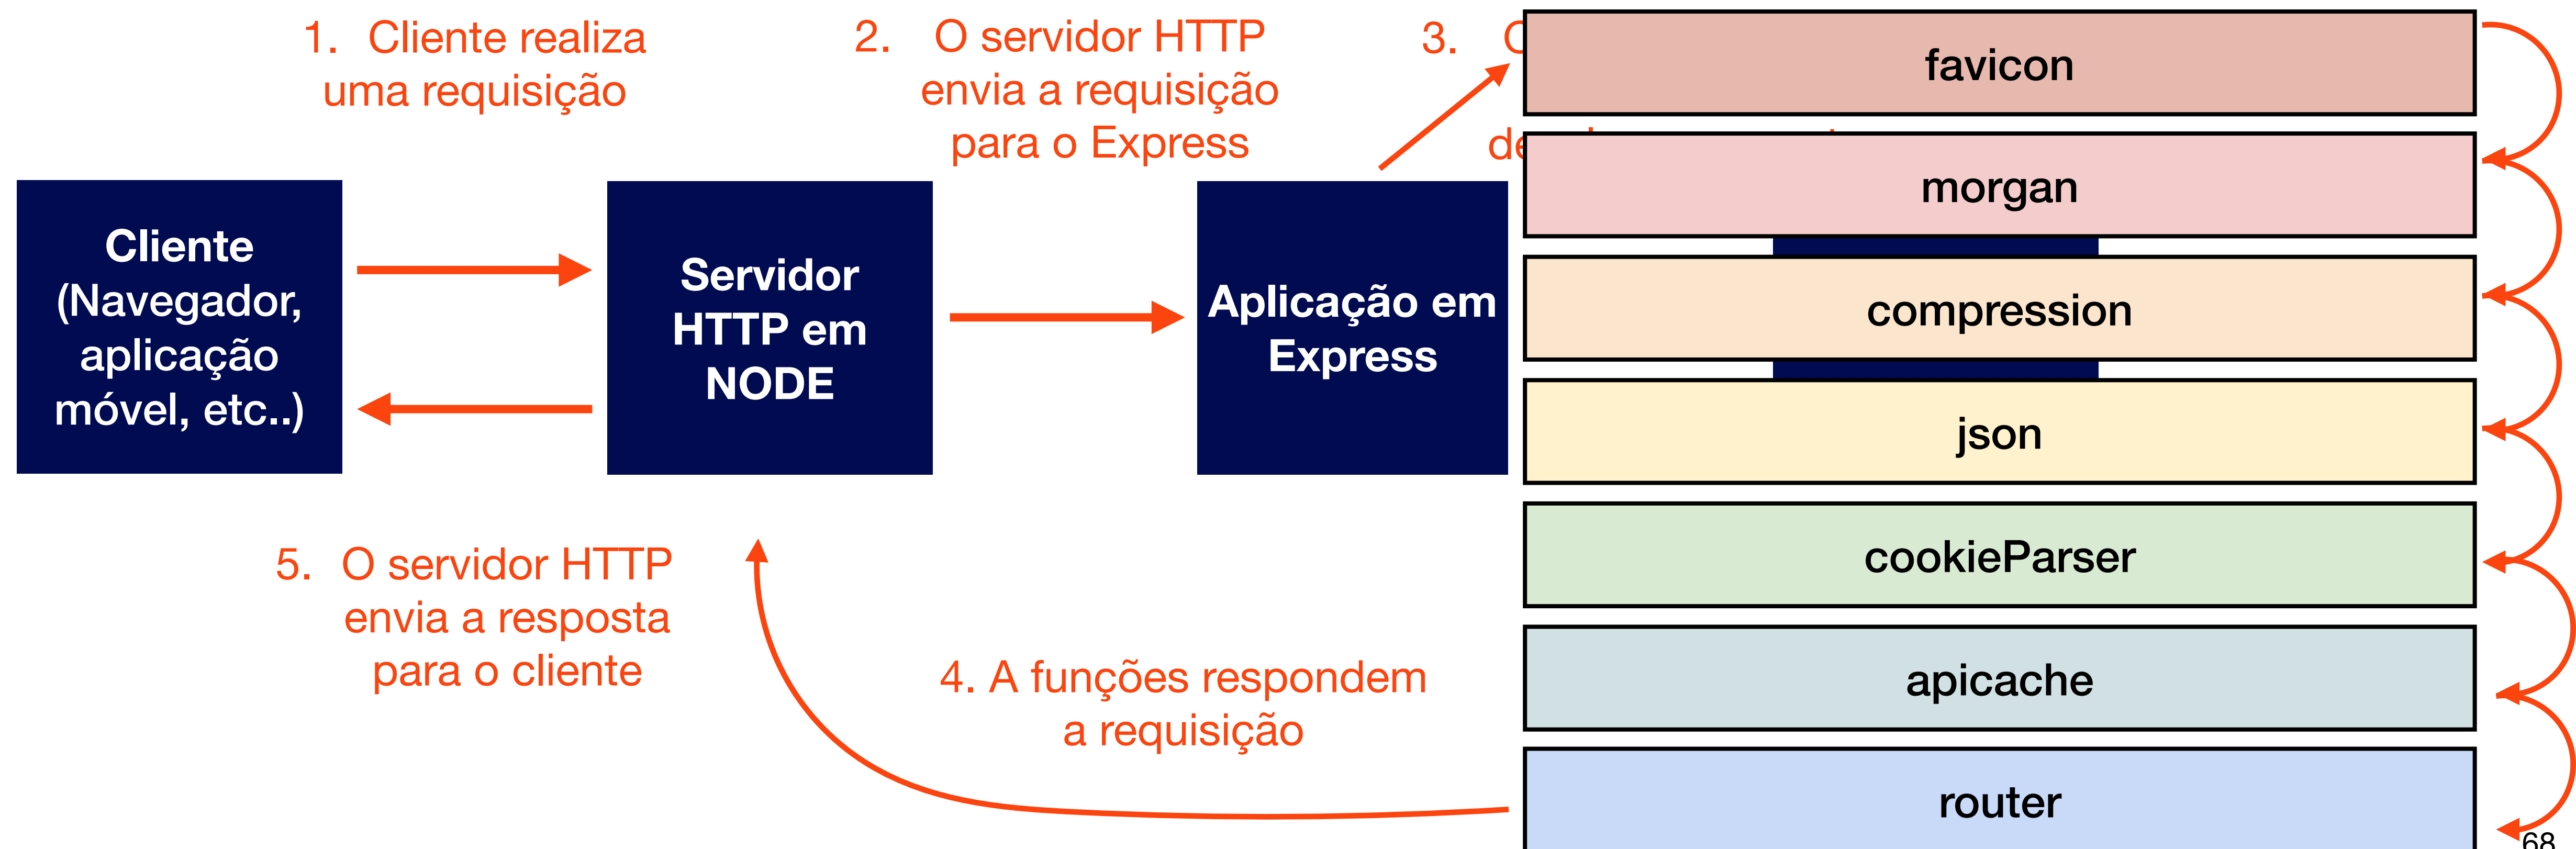 1. Cliente realiza
uma requisição
2. O servidor HTTP
envia a requisição
para o Express
3.
Cliente
(Navegador,
aplicação
móvel, etc..)
Servidor
HTTP em
NODE
Aplicação em
Express
favicon
morgan
compression
json
cookieParser
apicache
router
5. O servidor HTTP
envia a resposta
para o cliente
4. A funções respondem
a requisição
68